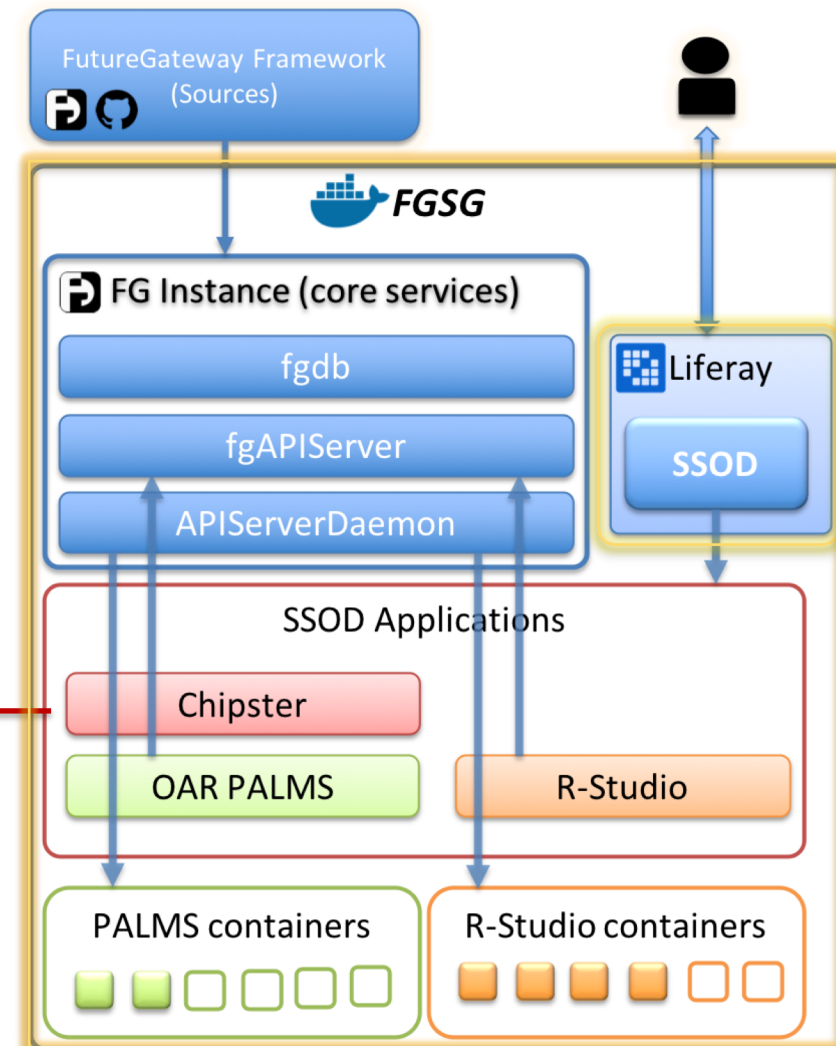 FutureGateway Framework
(Sources)
FGSG
FG Instance (core services)
fgdb
fgAPIServer
APIServerDaemon
Liferay
SSOD
SSOD Applications
Chipster
OAR PALMS
R-Studio
PALMS containers
R-Studio containers